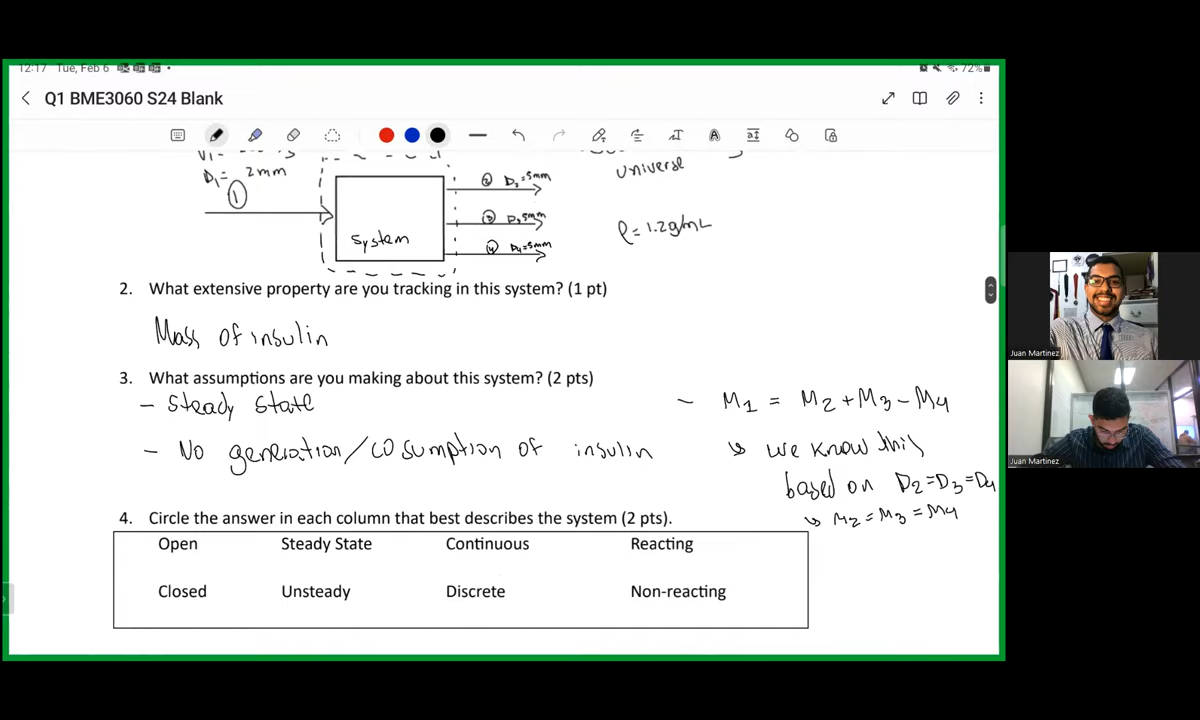 12:17 Tue, Feb 6
72%
Q1 BME3060 S24 Blank
D₁= 2mm
Universe
①
② D₂=5mm
③ D₃ 5mm
④ D₄=5mm
System
ρ= 1.2g/mL
2. What extensive property are you tracking in this system? (1 pt)
Mass of insulin
3. What assumptions are you making about this system? (2 pts)
- Steady State
- No generation/cosumption of insulin
- M₁ = M₂ + M₃ - M₄
↳ we know this
based on D₂=D₃=D₄
↳ M₂ = M₃ = M₄
4. Circle the answer in each column that best describes the system (2 pts).
Open Steady State Continuous Reacting
Closed Unsteady Discrete Non-reacting
Juan Martinez
Juan Martinez